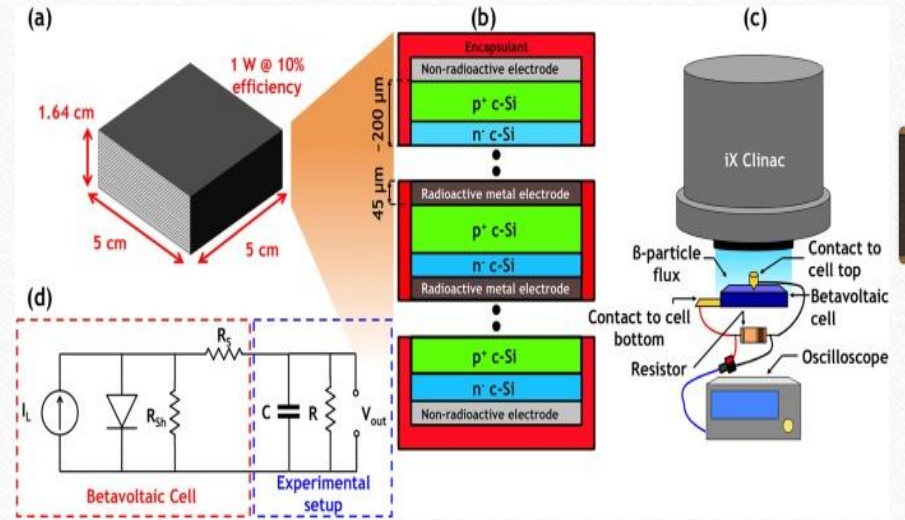 (a)
1 W @ 10%
efficiency
1.64 cm
5 cm
5 cm
(b)
Encapsulant
Non-radioactive electrode
p⁺ c-Si
n⁻ c-Si
~200 µm
Radioactive metal electrode
45 µm
p⁺ c-Si
n⁻ c-Si
Radioactive metal electrode
p⁺ c-Si
n⁻ c-Si
Non-radioactive electrode
(c)
iX Clinac
ß-particle
flux
Contact to
cell top
Betavoltaic
cell
Contact to cell
bottom
Resistor
Oscilloscope
(d)
I_L
R_Sh
R_S
C
R
V_out
Betavoltaic Cell
Experimental
setup